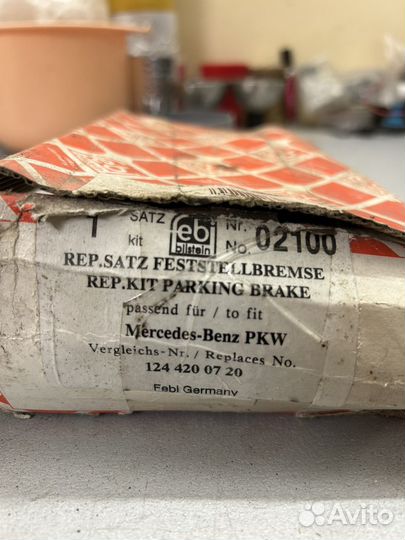 1 SATZ kit feb bilstein Nr. No. 02100
REP.SATZ FESTSTELLBREMSE
REP.KIT PARKING BRAKE
passend für / to fit
Mercedes-Benz PKW
Vergleichs-Nr. / Replaces No.
124 420 07 20
Febi Germany
Avito